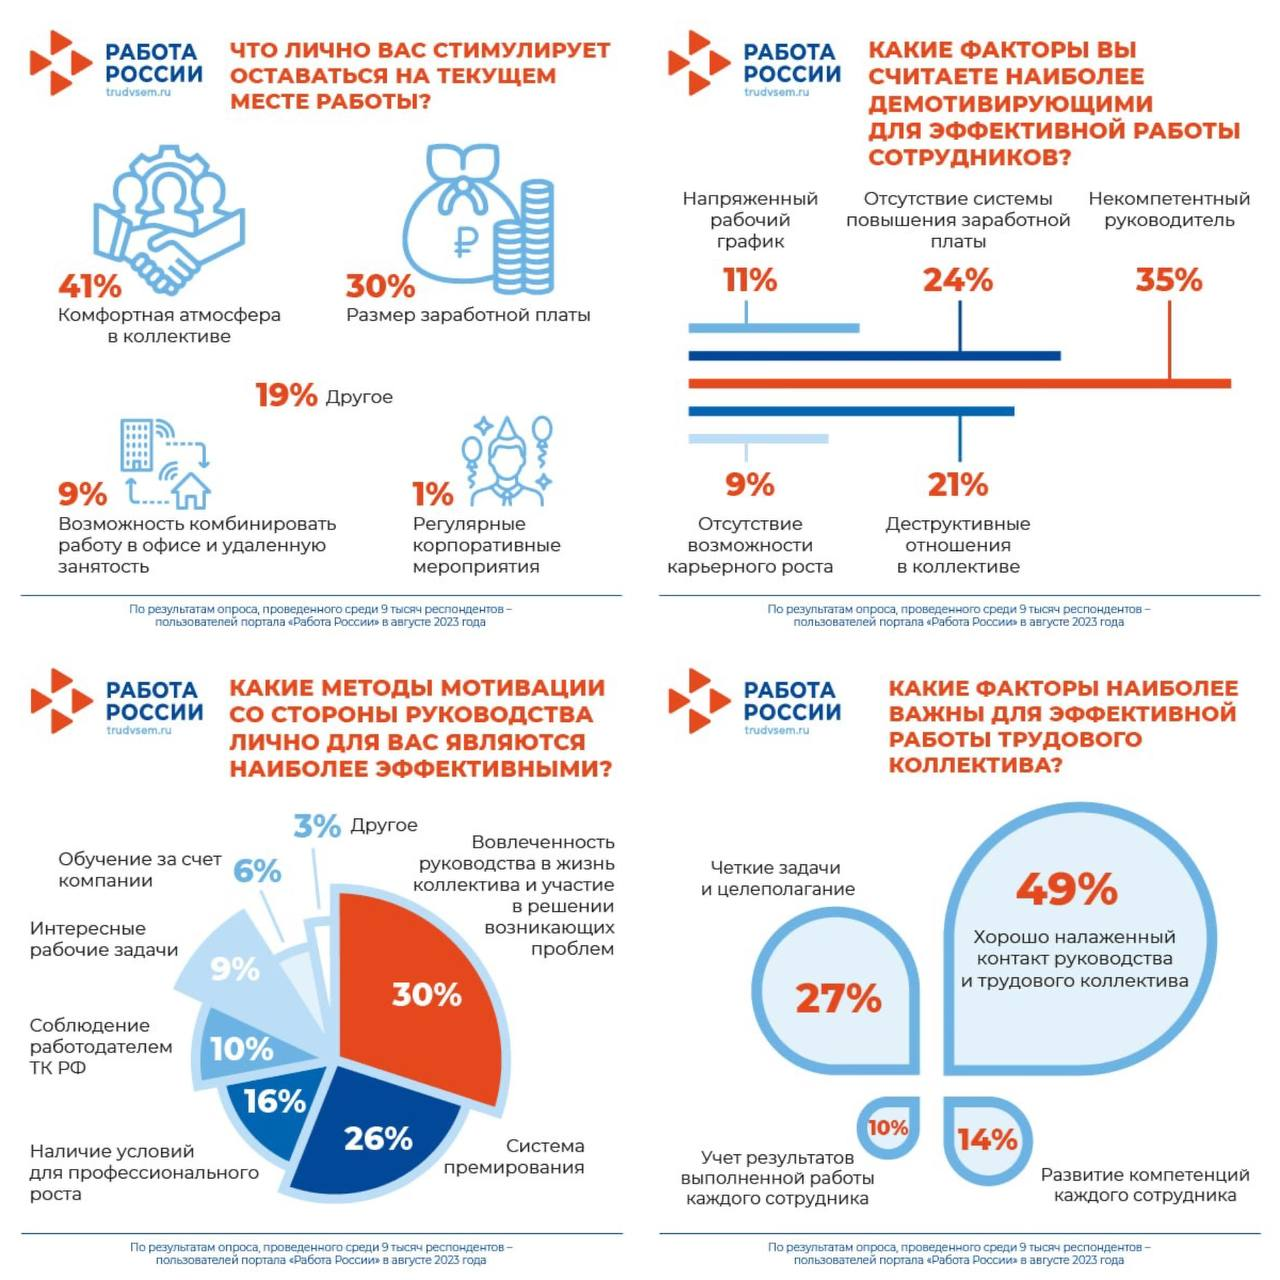 РАБОТА
РОССИИ
trudvsem.ru
ЧТО ЛИЧНО ВАС СТИМУЛИРУЕТ
ОСТАВАТЬСЯ НА ТЕКУЩЕМ
МЕСТЕ РАБОТЫ?
₽
41%
Комфортная атмосфера
в коллективе
30%
Размер заработной платы
19% Другое
9%
Возможность комбинировать
работу в офисе и удаленную
занятость
1%
Регулярные
корпоративные
мероприятия
По результатам опроса, проведенного среди 9 тысяч респондентов –
пользователей портала «Работа России» в августе 2023 года
РАБОТА
РОССИИ
trudvsem.ru
КАКИЕ ФАКТОРЫ ВЫ
СЧИТАЕТЕ НАИБОЛЕЕ
ДЕМОТИВИРУЮЩИМИ
ДЛЯ ЭФФЕКТИВНОЙ РАБОТЫ
СОТРУДНИКОВ?
Напряженный
рабочий
график
11%
Отсутствие системы
повышения заработной
платы
24%
Некомпетентный
руководитель
35%
9%
Отсутствие
возможности
карьерного роста
21%
Деструктивные
отношения
в коллективе
По результатам опроса, проведенного среди 9 тысяч респондентов –
пользователей портала «Работа России» в августе 2023 года
РАБОТА
РОССИИ
trudvsem.ru
КАКИЕ МЕТОДЫ МОТИВАЦИИ
СО СТОРОНЫ РУКОВОДСТВА
ЛИЧНО ДЛЯ ВАС ЯВЛЯЮТСЯ
НАИБОЛЕЕ ЭФФЕКТИВНЫМИ?
3% Другое
Вовлеченность
руководства в жизнь
коллектива и участие
в решении
возникающих
проблем
30%
Обучение за счет
компании
6%
Интересные
рабочие задачи
9%
Соблюдение
работодателем
ТК РФ
10%
16%
Наличие условий
для профессионального
роста
26%
Система
премирования
По результатам опроса, проведенного среди 9 тысяч респондентов –
пользователей портала «Работа России» в августе 2023 года
РАБОТА
РОССИИ
trudvsem.ru
КАКИЕ ФАКТОРЫ НАИБОЛЕЕ
ВАЖНЫ ДЛЯ ЭФФЕКТИВНОЙ
РАБОТЫ ТРУДОВОГО
КОЛЛЕКТИВА?
Четкие задачи
и целеполагание
27%
49%
Хорошо налаженный
контакт руководства
и трудового коллектива
10%
Учет результатов
выполненной работы
каждого сотрудника
14%
Развитие компетенций
каждого сотрудника
По результатам опроса, проведенного среди 9 тысяч респондентов –
пользователей портала «Работа России» в августе 2023 года